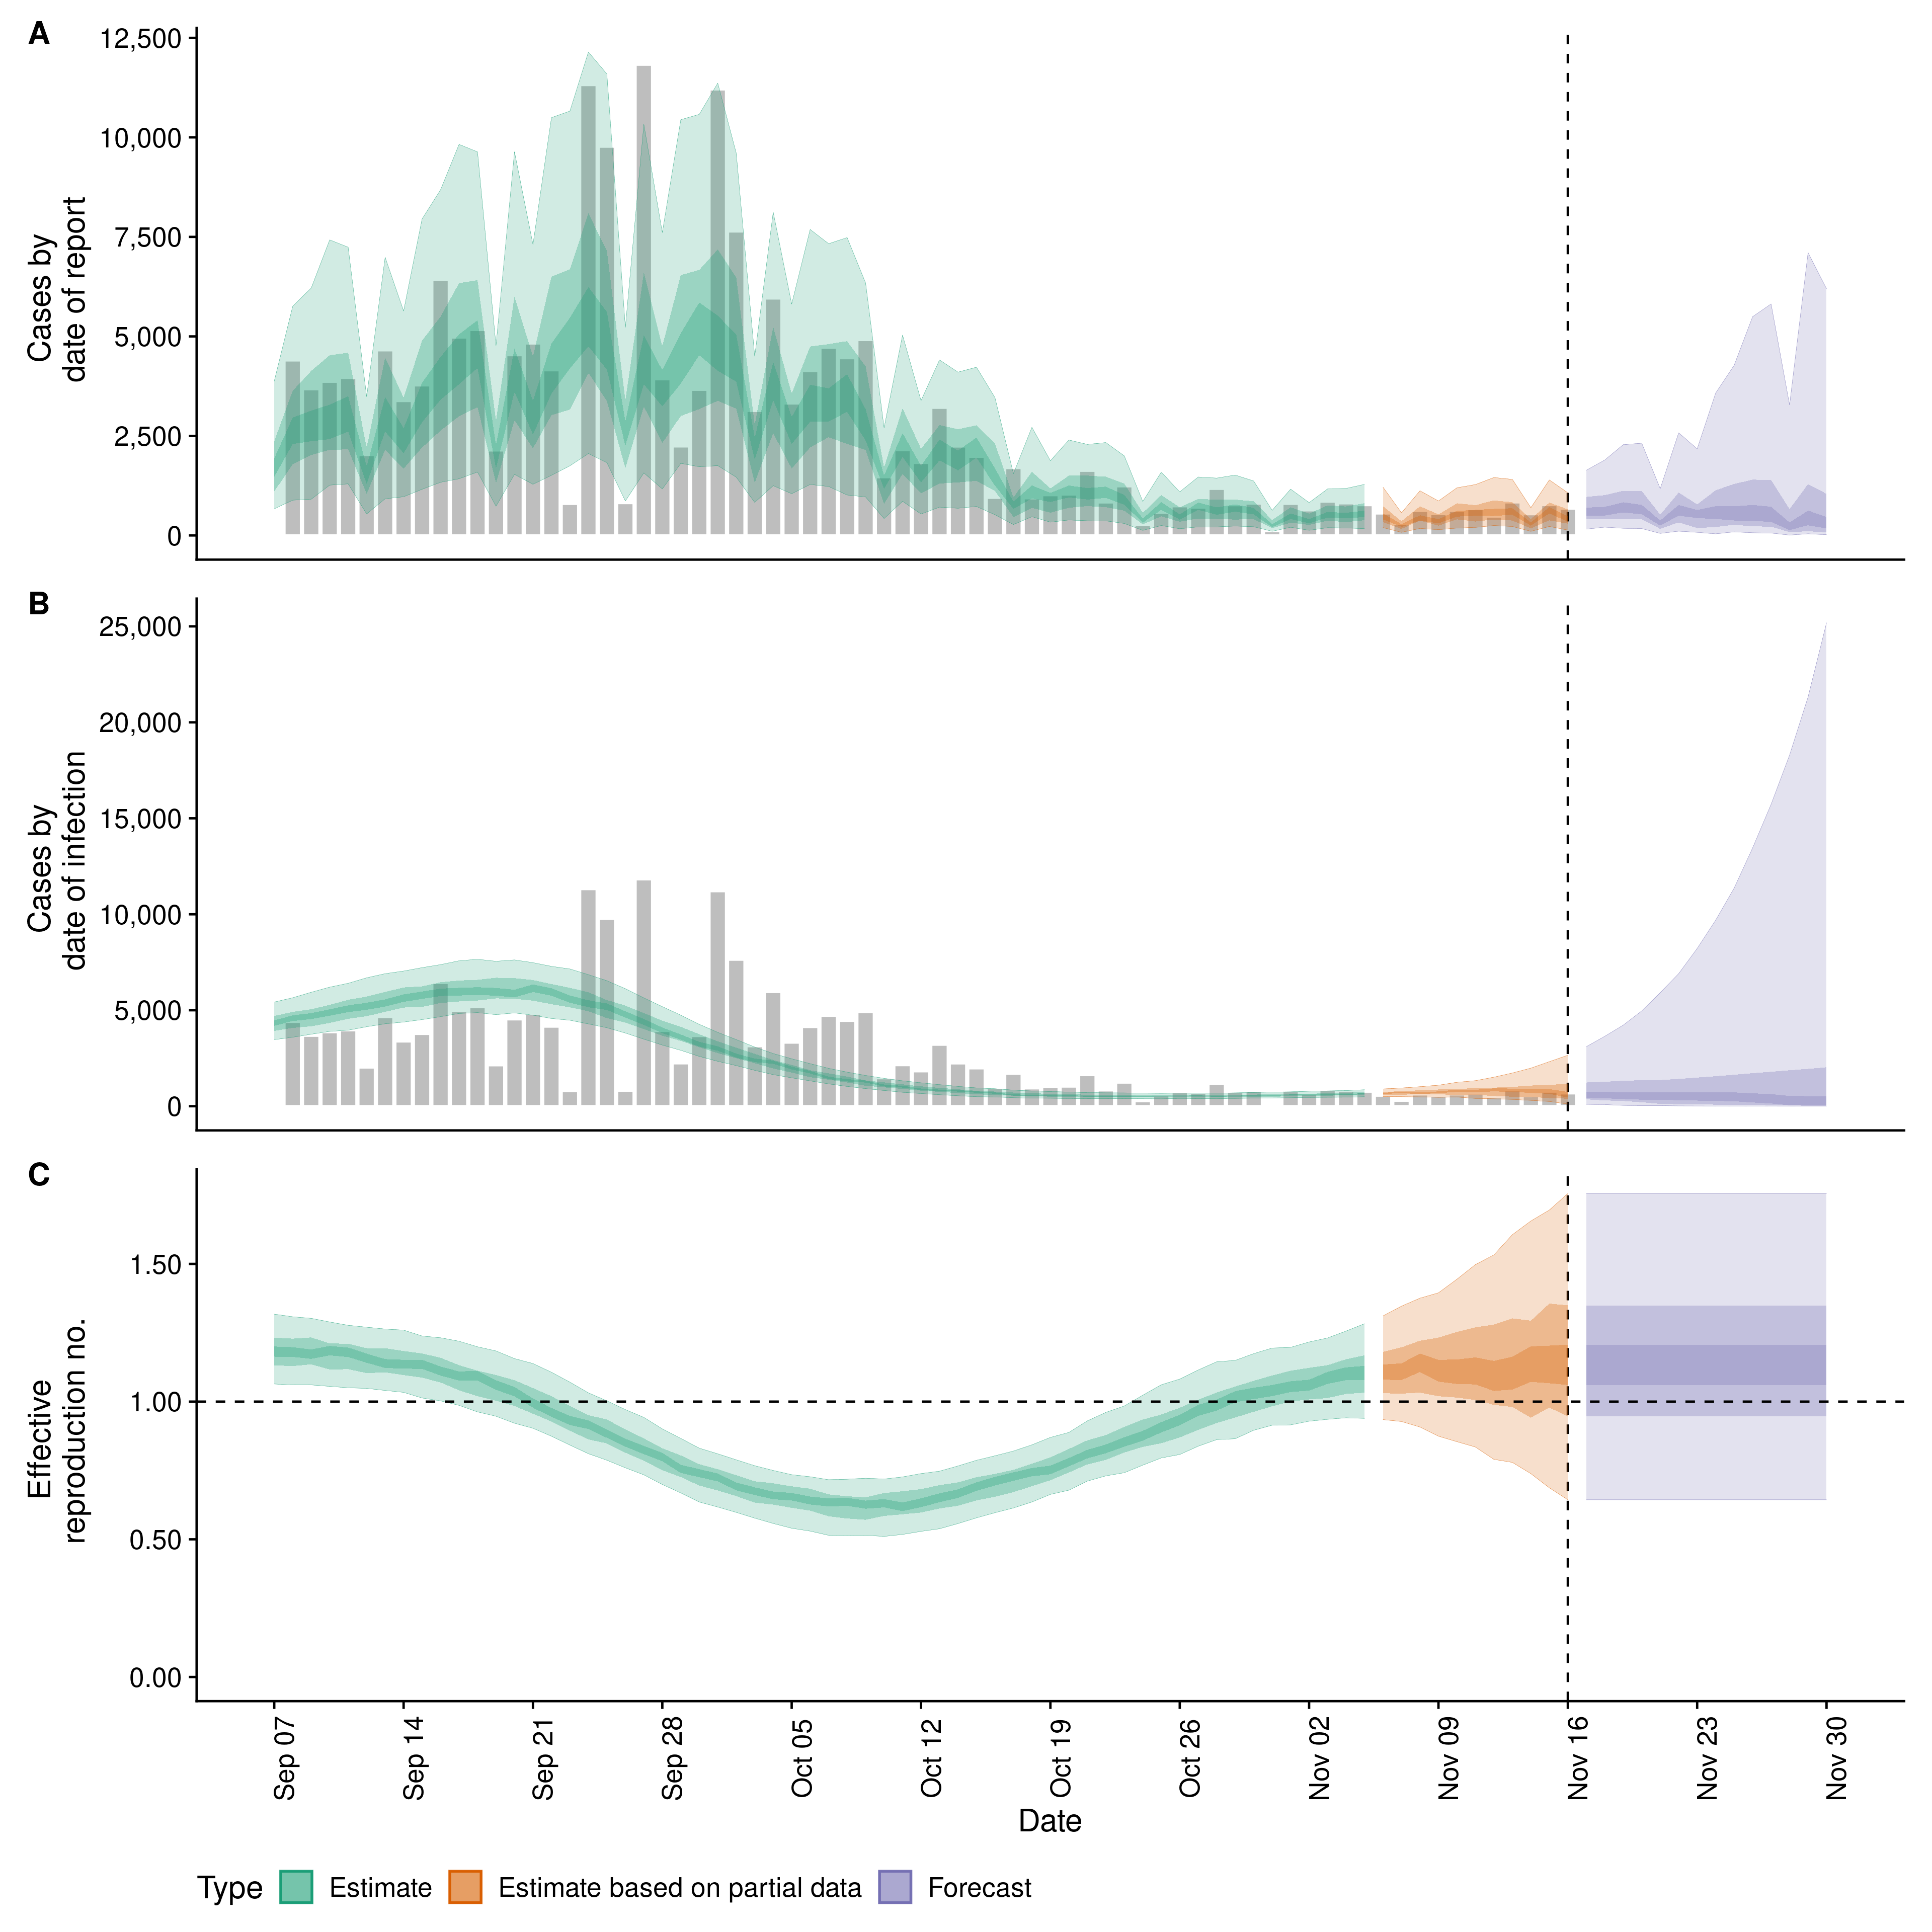 A
12,500
10,000
7,500
5,000
2,500
0
Cases by
date of report
B
25,000
20,000
15,000
10,000
5,000
0
Cases by
date of infection
C
1.50
1.00
0.50
0.00
Effective
reproduction no.
Sep 07
Sep 14
Sep 21
Sep 28
Oct 05
Oct 12
Oct 19
Oct 26
Nov 02
Nov 09
Nov 16
Nov 23
Nov 30
Date
Type Estimate Estimate based on partial data Forecast